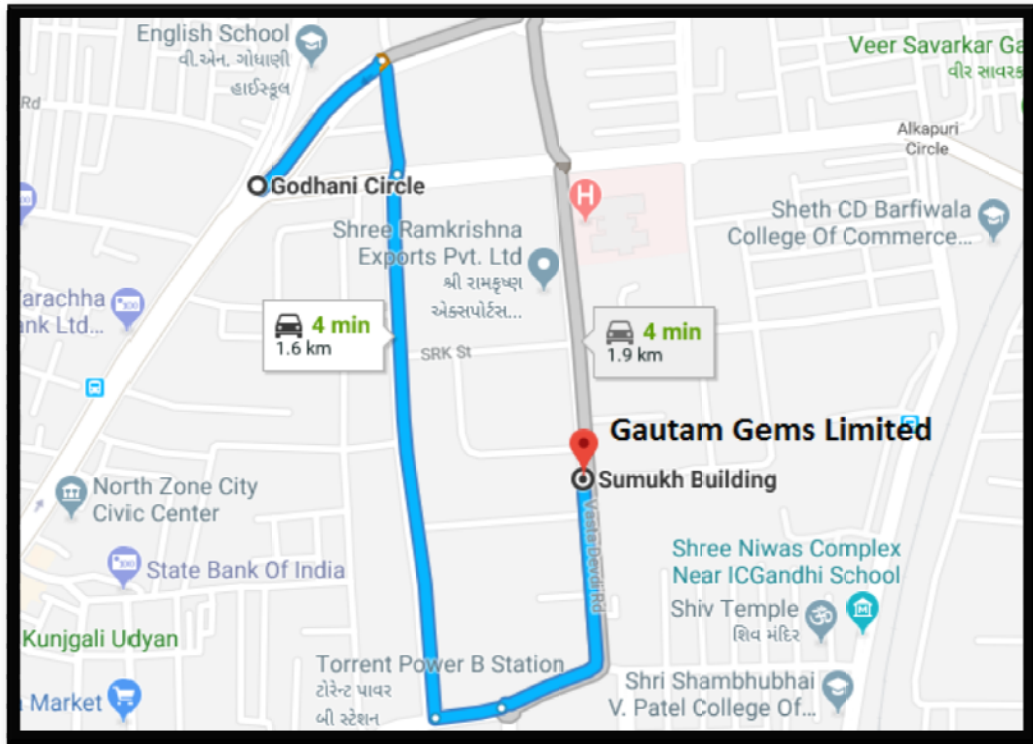 English School
વી.એન. ગોધાણી
હાઈસ્કૂલ
Veer Savarkar Ga
વીર સાવરક
Rd
Alkapuri
Circle
Godhani Circle
H
Shree Ramkrishna
Exports Pvt. Ltd
શ્રી રામકૃષ્ણ
એક્સપોર્ટસ...
Sheth CD Barfiwala
College Of Commerce...
arachha
ank Ltd...
4 min
1.6 km
SRK St
4 min
1.9 km
Gautam Gems Limited
Sumukh Building
North Zone City
Civic Center
Vasta Devdi Rd
State Bank Of India
Shree Niwas Complex
Near ICGandhi School
Shiv Temple
શિવ મંદિર
Kunjgali Udyan
Torrent Power B Station
ટોરેન્ટ પાવર
બી સ્ટેશન
Shri Shambhubhai
V. Patel College Of...
Market